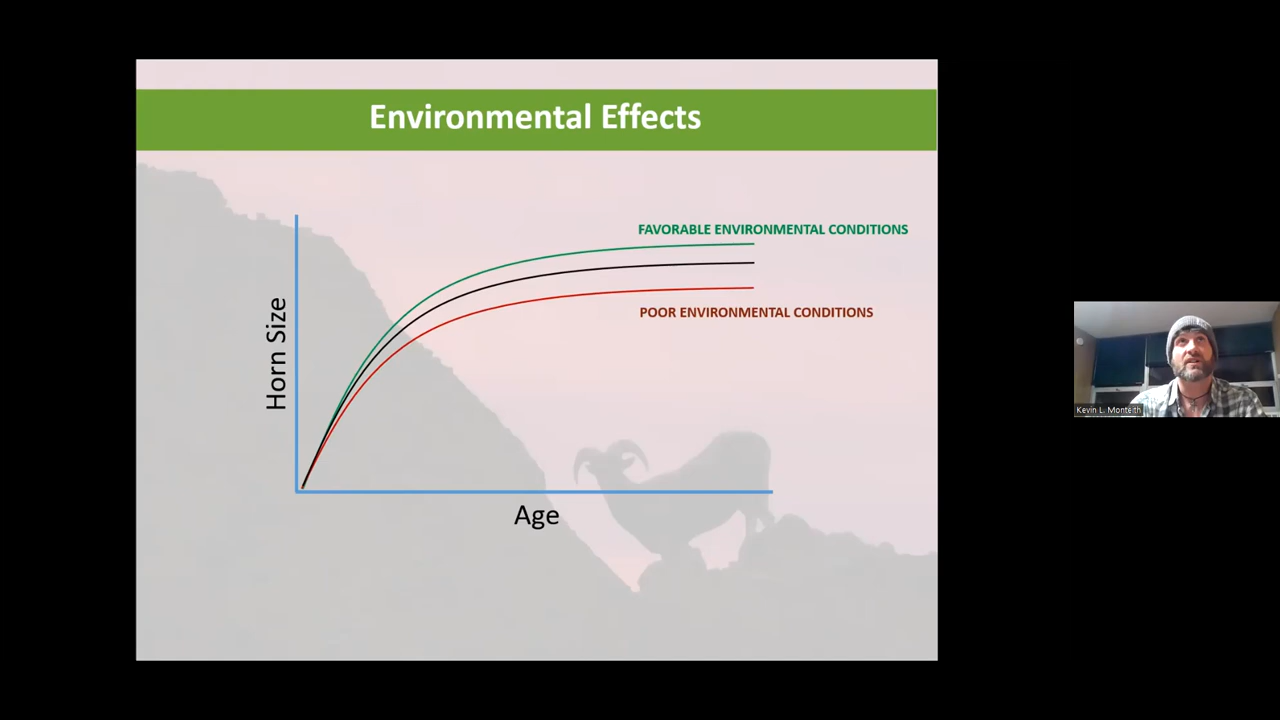 Environmental Effects
FAVORABLE ENVIRONMENTAL CONDITIONS
POOR ENVIRONMENTAL CONDITIONS
Horn Size
Age
Kevin L. Monteith